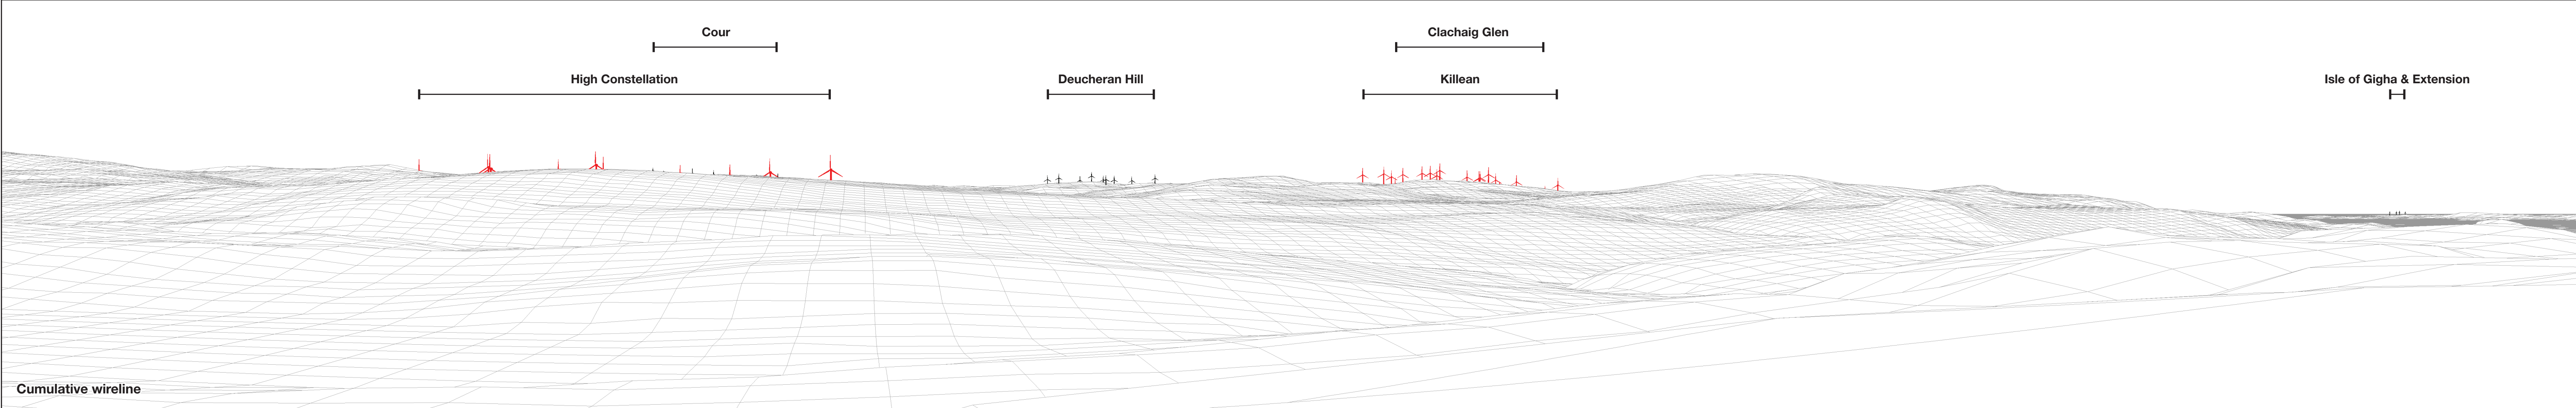 Cour
Clachaig Glen
High Constellation
Deucheran Hill
Killean
Isle of Gigha & Extension
Cumulative wireline